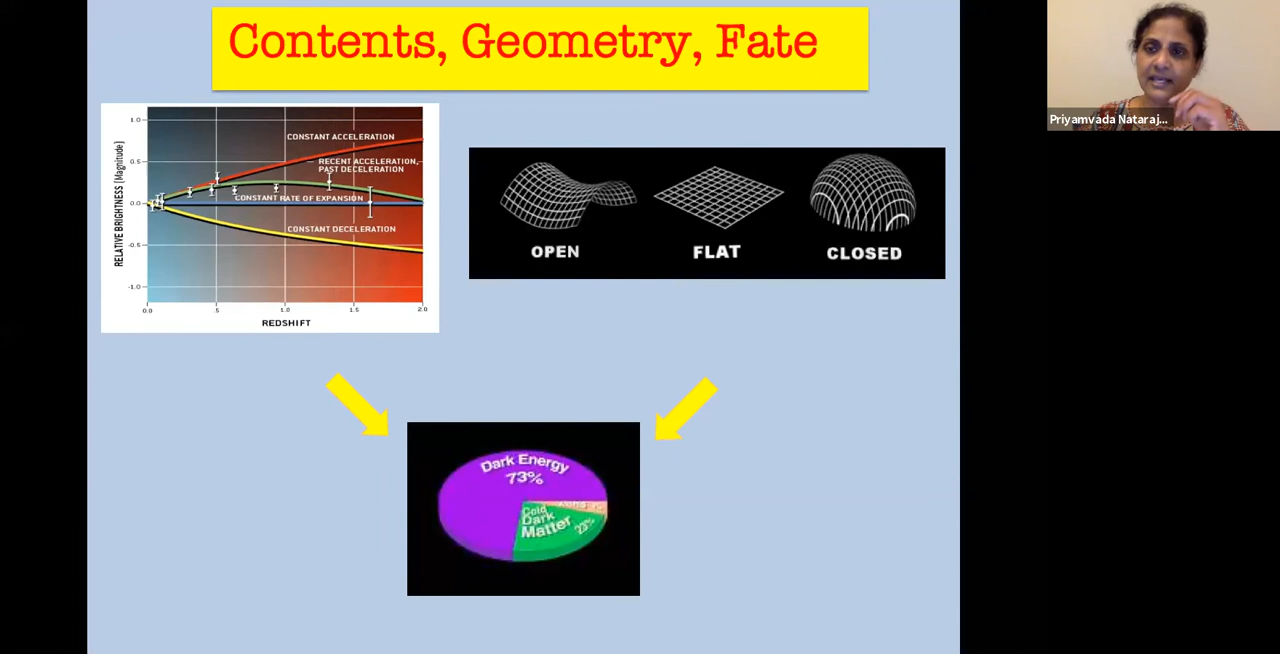 Contents, Geometry, Fate
Priyamvada Nataraj...
RELATIVE BRIGHTNESS [Magnitude]
1.0
0.5
0.0
-0.5
-1.0
CONSTANT ACCELERATION
RECENT ACCELERATION,
PAST DECELERATION
CONSTANT RATE OF EXPANSION
CONSTANT DECELERATION
0.0 .5 1.0 1.5 2.0
REDSHIFT
OPEN FLAT CLOSED
Dark Energy
73%
Cold
Dark
Matter
23%